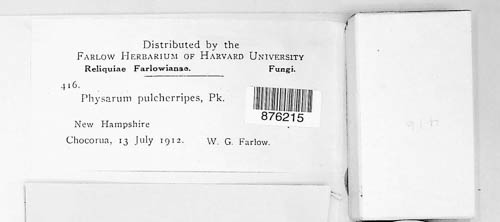 Distributed by the
FARLOW HERBARIUM OF HARVARD UNIVERSITY
Reliquiae Farlowianae. Fungi.
416.
Physarum pulcherripes, Pk.
876215
New Hampshire
Chocorua, 13 July 1912. W. G. Farlow.